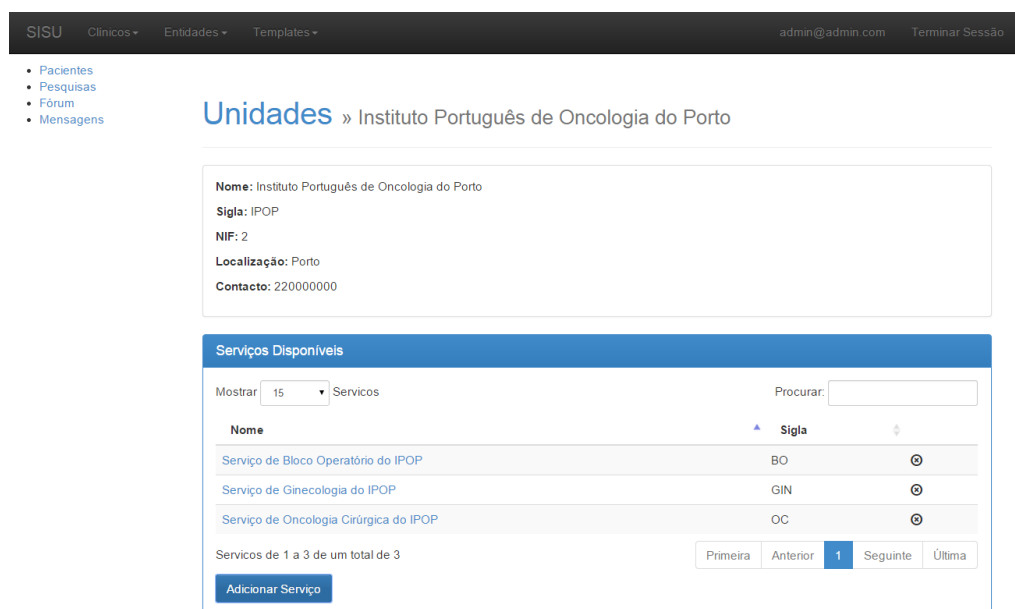 SISU Clínicos Entidades Templates admin@admin.com Terminar Sessão
Pacientes
Pesquisas
Fórum
Mensagens
Unidades » Instituto Português de Oncologia do Porto
Nome: Instituto Português de Oncologia do Porto
Sigla: IPOP
NIF: 2
Localização: Porto
Contacto: 220000000
Serviços Disponíveis
Mostrar 15 Servicos Procurar:
Nome Sigla
Serviço de Bloco Operatório do IPOP BO
Serviço de Ginecologia do IPOP GIN
Serviço de Oncologia Cirúrgica do IPOP OC
Servicos de 1 a 3 de um total de 3 Primeira Anterior 1 Seguinte Última
Adicionar Serviço